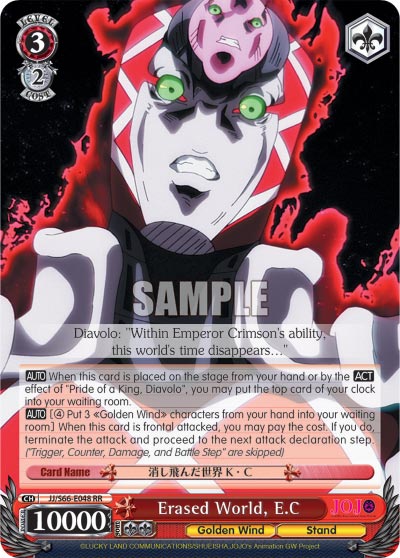 LEVEL
3
2
COST
SAMPLE
Diavolo: "Within Emperor Crimson's ability,
this world's time disappears..."
AUTO When this card is placed on the stage from your hand or by the ACT
effect of "Pride of a King, Diavolo", you may put the top card of your clock
into your waiting room.
AUTO [④ Put 3 «Golden Wind» characters from your hand into your waiting
room] When this card is frontal attacked, you may pay the cost. If you do,
terminate the attack and proceed to the next attack declaration step.
("Trigger, Counter, Damage, and Battle Step" are skipped)
Card Name 消し飛んだ世界 K・C
CH JJ/S66-E048 RR
Erased World, E.C
JOJO
POWER 10000 SOUL
Golden Wind Stand
©LUCKY LAND COMMUNICATIONS/SHUEISHA,JOJO's Animation GW Project